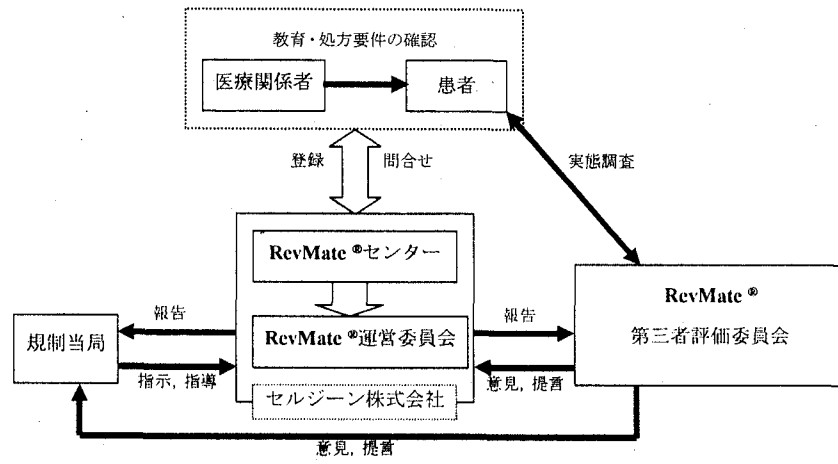 教育・処方要件の確認
医療関係者
患者
登録
問合せ
実態調査
RevMate®センター
RevMate®
第三者評価委員会
報告
報告
規制当局
RevMate®運営委員会
指示, 指導
意見, 提言
セルジーン株式会社
意見, 提言